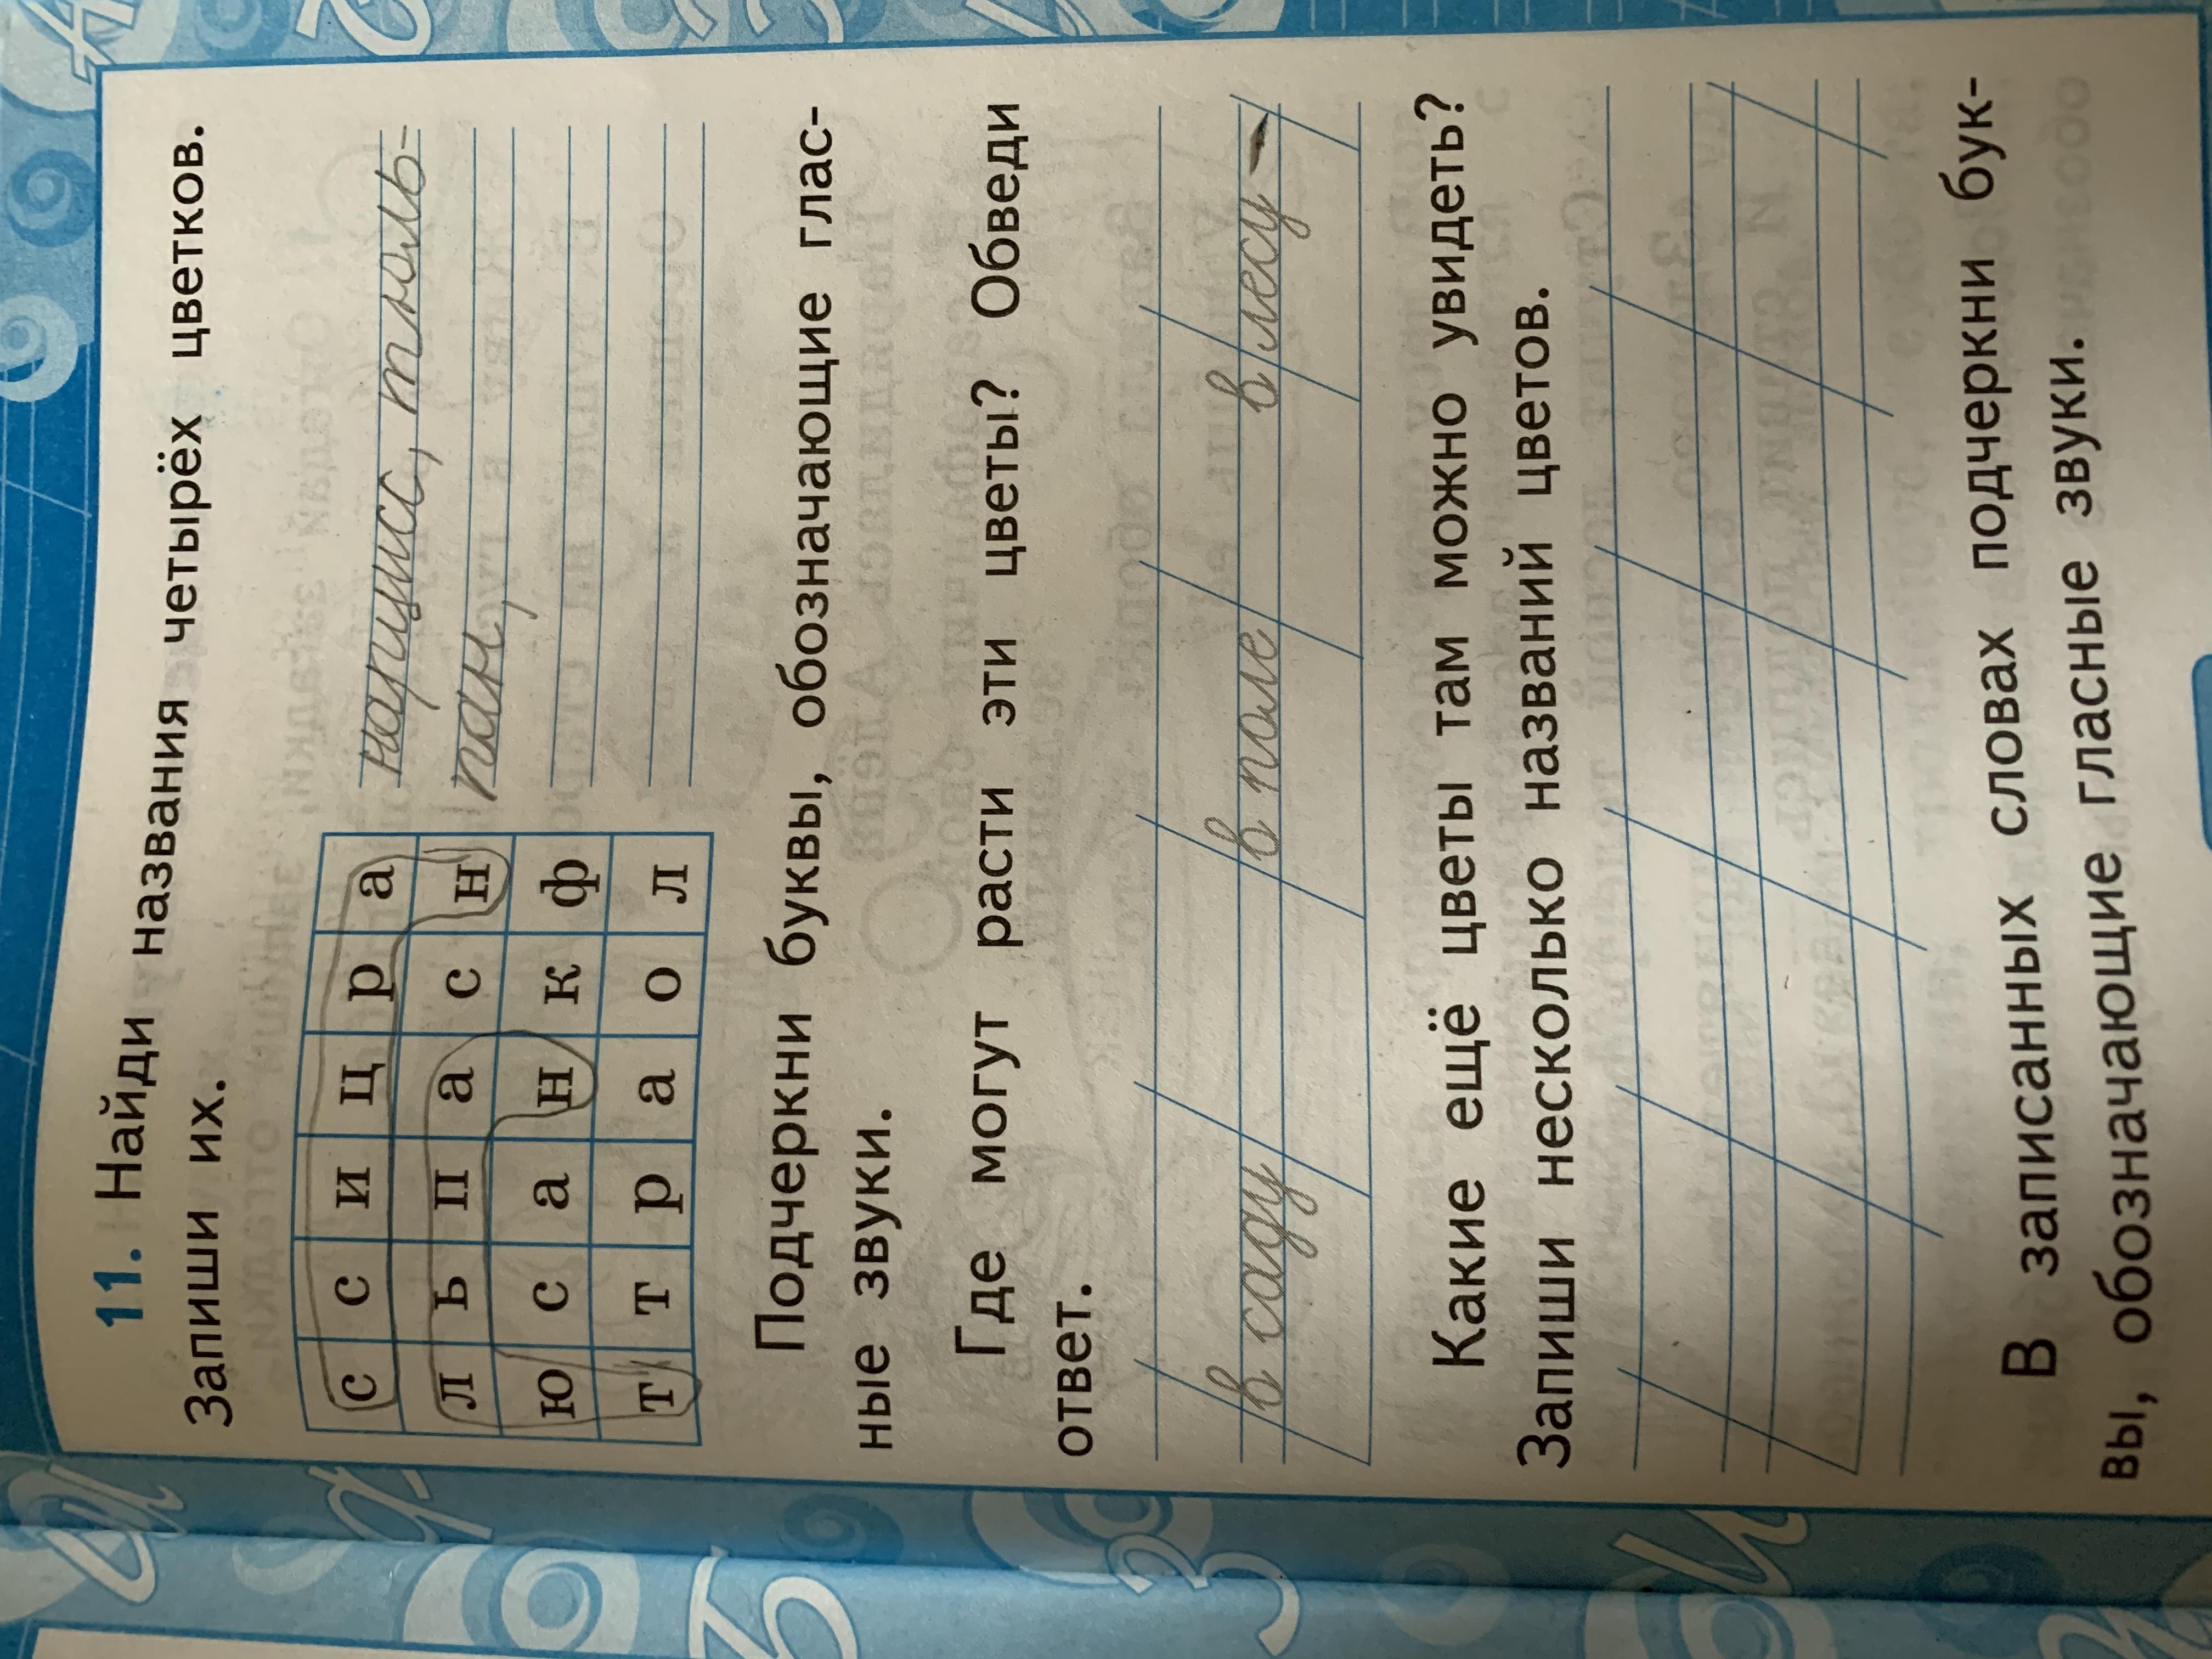 11. Найди названия четырёх цветков.
Запиши их.
с с и ц р а
л ь п а с н
ю с а н к ф
т т р а о л
нарцисс, тюль-
пан,
Подчеркни буквы, обозначающие глас-
ные звуки.
Где могут расти эти цветы? Обведи
ответ.
в саду в поле в лесу
Какие ещё цветы там можно увидеть?
Запиши несколько названий цветов.
В записанных словах подчеркни бук-
вы, обозначающие гласные звуки.